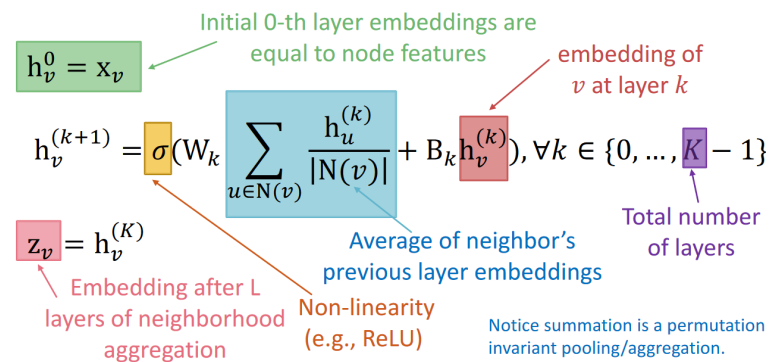 Initial 0-th layer embeddings are
equal to node features
embedding of
v at layer k
h_v^0 = x_v
h_v^{(k+1)} = σ(W_k ∑_{u∈N(v)} h_u^{(k)} / |N(v)| + B_k h_v^{(k)}), ∀k ∈ {0, …, K − 1}
z_v = h_v^{(K)}
Average of neighbor's
previous layer embeddings
Total number
of layers
Embedding after L
layers of neighborhood
aggregation
Non-linearity
(e.g., ReLU)
Notice summation is a permutation
invariant pooling/aggregation.